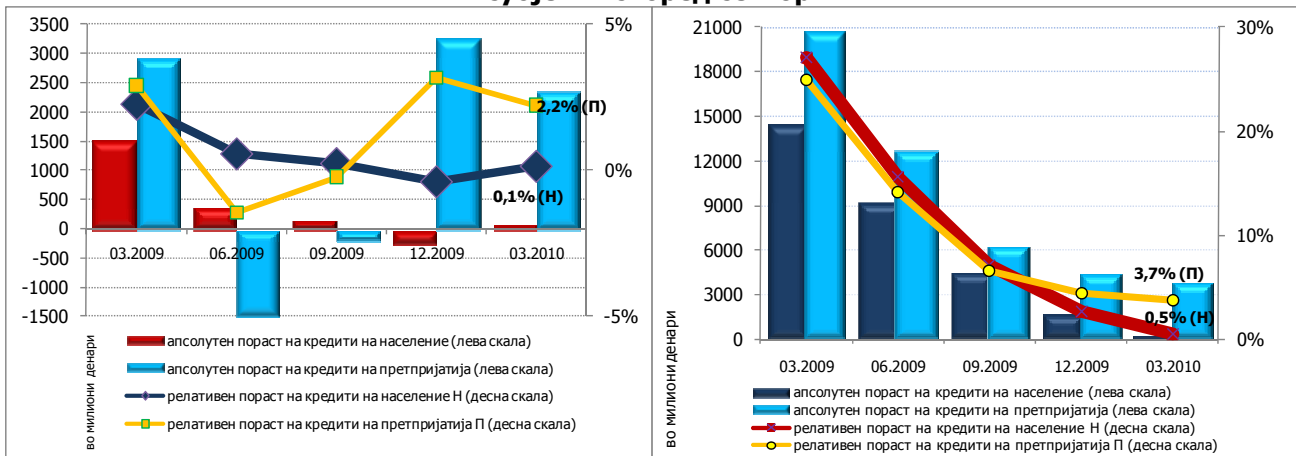 3500
3000
2500
2000
1500
1000
500
0
-500
-1000
-1500
5%
0%
-5%
2,2% (П)
0,1% (Н)
03.2009
06.2009
09.2009
12.2009
03.2010
во милиони денари
апсолутен пораст на кредити на население (лева скала)
апсолутен пораст на кредити на претпријатија (лева скала)
релативен пораст на кредити на население Н (десна скала)
релативен пораст на кредити на претпријатија П (десна скала)
21000
18000
15000
12000
9000
6000
3000
0
30%
20%
10%
0%
3,7% (П)
0,5% (Н)
03.2009
06.2009
09.2009
12.2009
03.2010
во милиони денари
апсолутен пораст на кредити на население (лева скала)
апсолутен пораст на кредити на претпријатија (лева скала)
релативен пораст на кредити на население Н (десна скала)
релативен пораст на кредити на претпријатија П (десна скала)